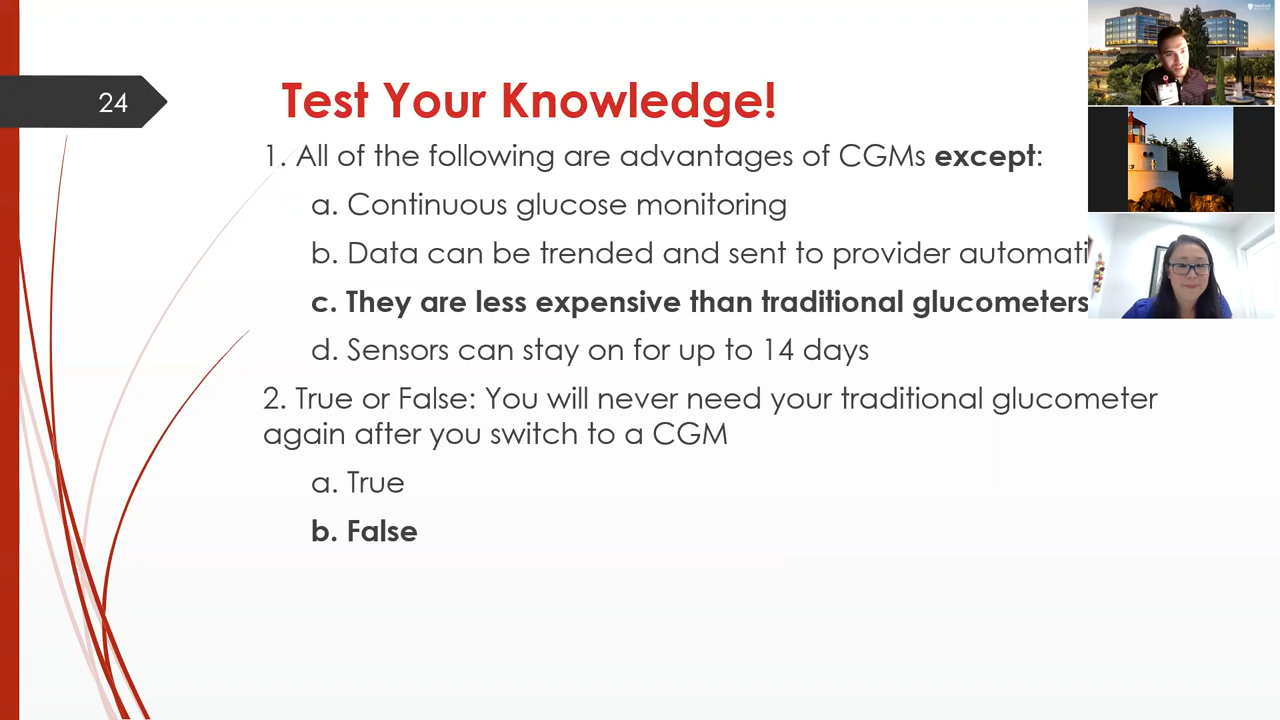 24
Test Your Knowledge!
1. All of the following are advantages of CGMs except:
a. Continuous glucose monitoring
b. Data can be trended and sent to provider
c. They are less expensive than traditional glucometers
d. Sensors can stay on for up to 14 days
2. True or False: You will never need your traditional glucometer
again after you switch to a CGM
a. True
b. False